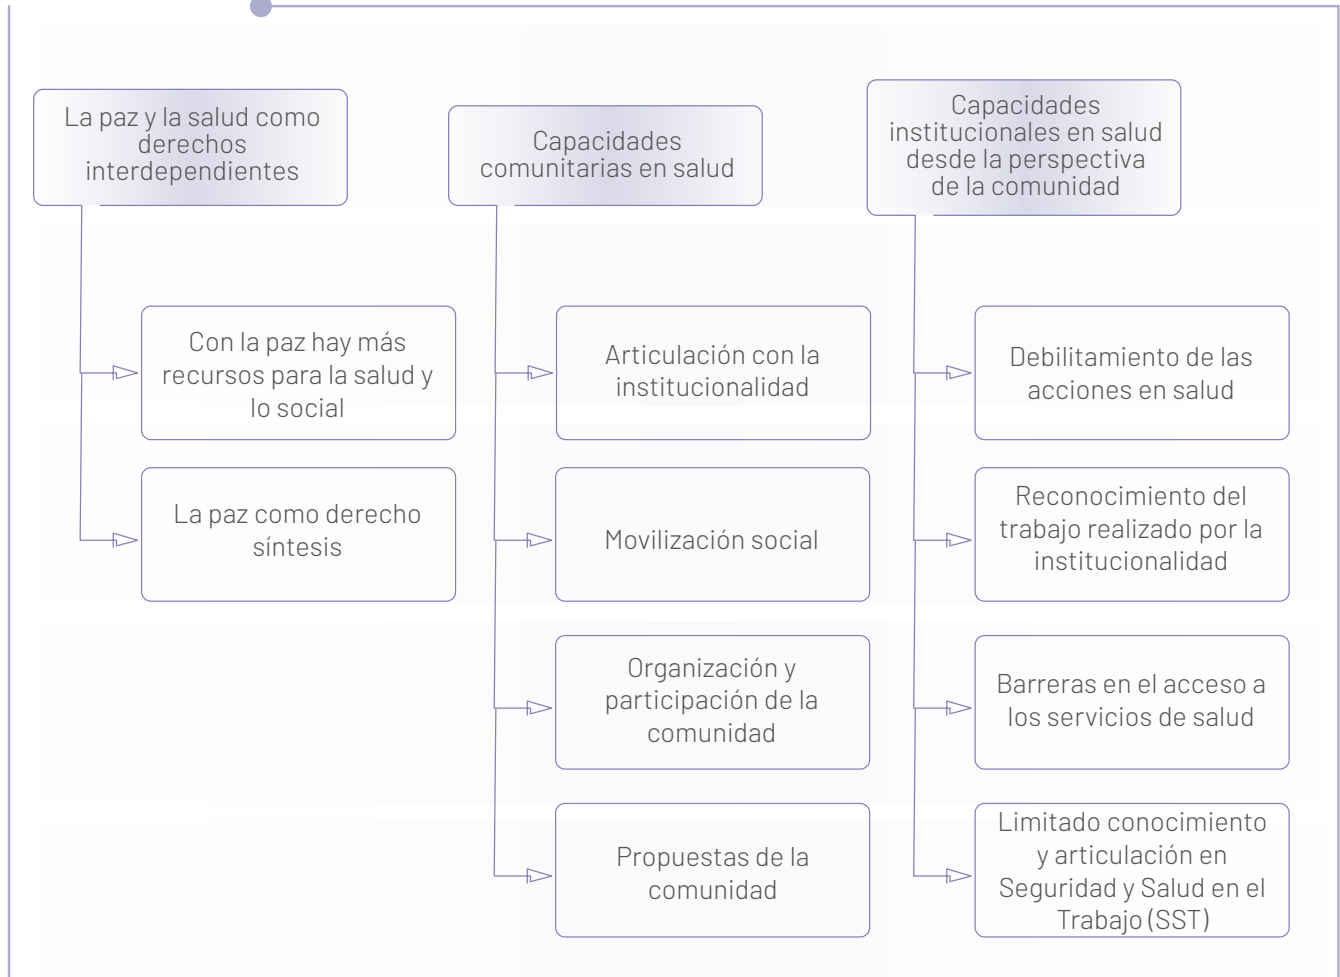 La paz y la salud como
derechos
interdependientes
Con la paz hay más
recursos para la salud y
lo social
La paz como derecho
síntesis
Capacidades
comunitarias en salud
Articulación con la
institucionalidad
Movilización social
Organización y
participación de la
comunidad
Propuestas de la
comunidad
Capacidades
institucionales en salud
desde la perspectiva
de la comunidad
Debilitamiento de las
acciones en salud
Reconocimiento del
trabajo realizado por la
institucionalidad
Barreras en el acceso a
los servicios de salud
Limitado conocimiento
y articulación en
Seguridad y Salud en el
Trabajo (SST)